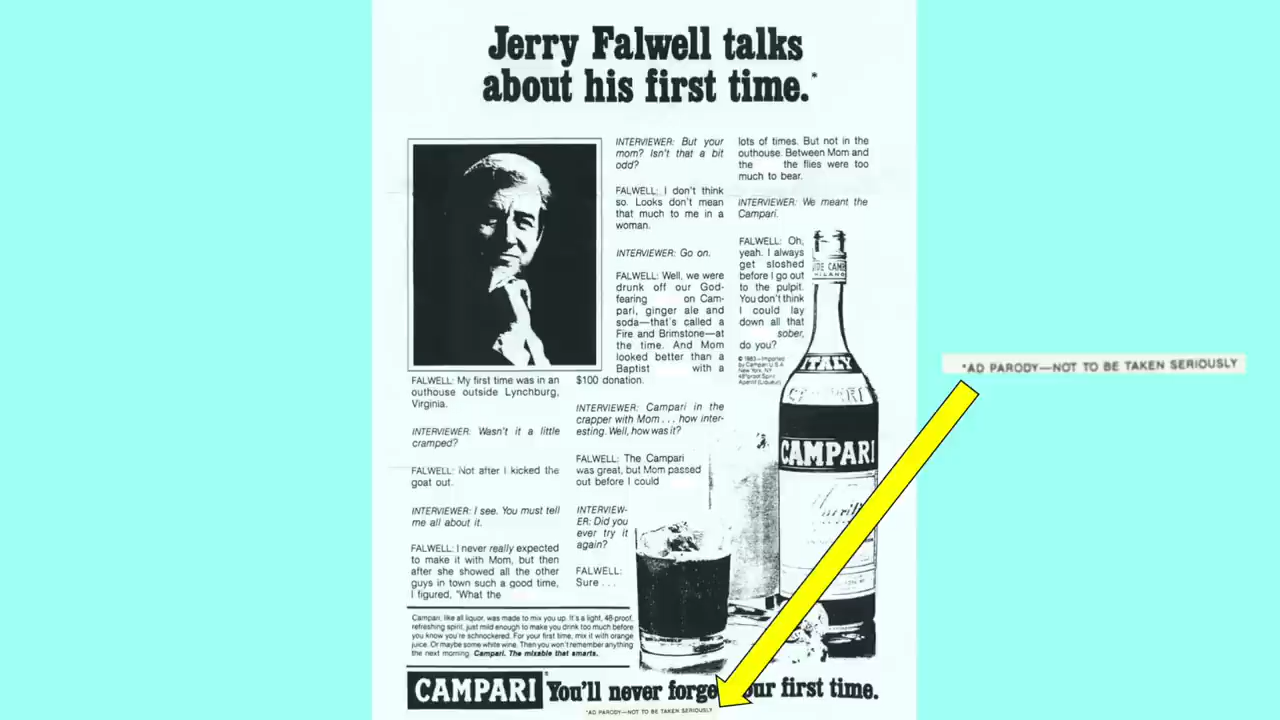 Jerry Falwell talks
about his first time.*
FALWELL: My first time was in an
outhouse outside Lynchburg,
Virginia.
INTERVIEWER: Wasn't it a little
cramped?
FALWELL: Not after I kicked the
goat out.
INTERVIEWER: I see. You must tell
me all about it.
FALWELL: I never really expected
to make it with Mom, but then
after she showed all the other
guys in town such a good time,
I figured, "What the
INTERVIEWER: But your
mom? Isn't that a bit
odd?
FALWELL: I don't think
so. Looks don't mean
that much to me in a
woman.
INTERVIEWER: Go on.
FALWELL: Well, we were
drunk off our God-
fearing on Cam-
pari, ginger ale and
soda—that's called a
Fire and Brimstone—at
the time. And Mom
looked better than a
Baptist with a
$100 donation.
INTERVIEWER: Campari in the
crapper with Mom . . . how inter-
esting. Well, how was it?
FALWELL: The Campari
was great, but Mom passed
out before I could
INTERVIEW-
ER: Did you
ever try it
again?
FALWELL:
Sure . . .
lots of times. But not in the
outhouse. Between Mom and
the the flies were too
much to bear.
INTERVIEWER: We meant the
Campari.
FALWELL: Oh,
yeah. I always
get sloshed
before I go out
to the pulpit.
You don't think
I could lay
down all that
sober,
do you?
© 1983—Imported
by Campari U.S.A.
New York, NY
48°proof Spirit
Aperitif (Liqueur)
ITALY
CAMPARI
CAMPARI
Campari, like all liquor, was made to mix you up. It's a light, 48-proof,
refreshing spirit, just mild enough to make you drink too much before
you know you're schnockered. For your first time, mix it with orange
juice. Or maybe some white wine. Then you won't remember anything
the next morning. Campari. The mixable that smarts.
CAMPARI You'll never forge our first time.
*AD PARODY—NOT TO BE TAKEN SERIOUSLY
*AD PARODY—NOT TO BE TAKEN SERIOUSLY